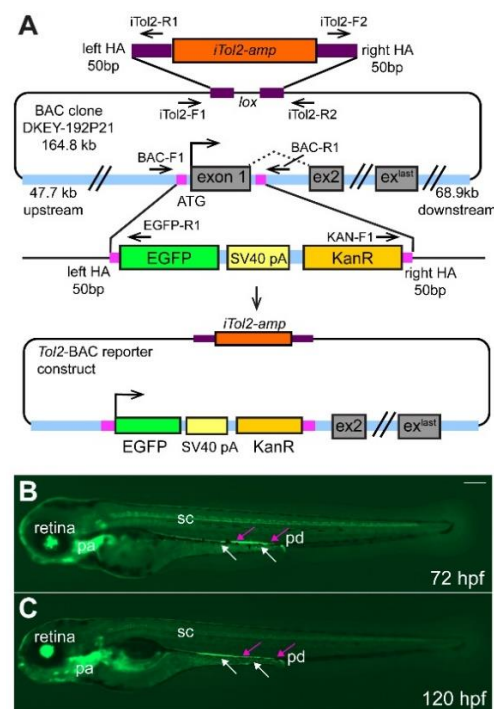 A
iTol2-R1 iTol2-F2
left HA iTol2-amp right HA
50bp 50bp
lox
BAC clone iTol2-F1 iTol2-R2
DKEY-192P21
164.8 kb
BAC-F1 BAC-R1
exon 1 ex2 exlast
47.7 kb 68.9kb
upstream ATG downstream
EGFP-R1 KAN-F1
left HA EGFP SV40 pA KanR right HA
50bp 50bp
iTol2-amp
Tol2-BAC reporter
construct
ex2 exlast
EGFP SV40 pA KanR
B
sc
retina
pa pd
72 hpf
C
retina sc
pa pd
120 hpf